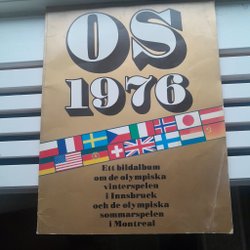 OS
1976
Ett bildalbum
om de olympiska
vinterspelen
i Innsbruck
och de olympiska
sommarspelen
i Montreal